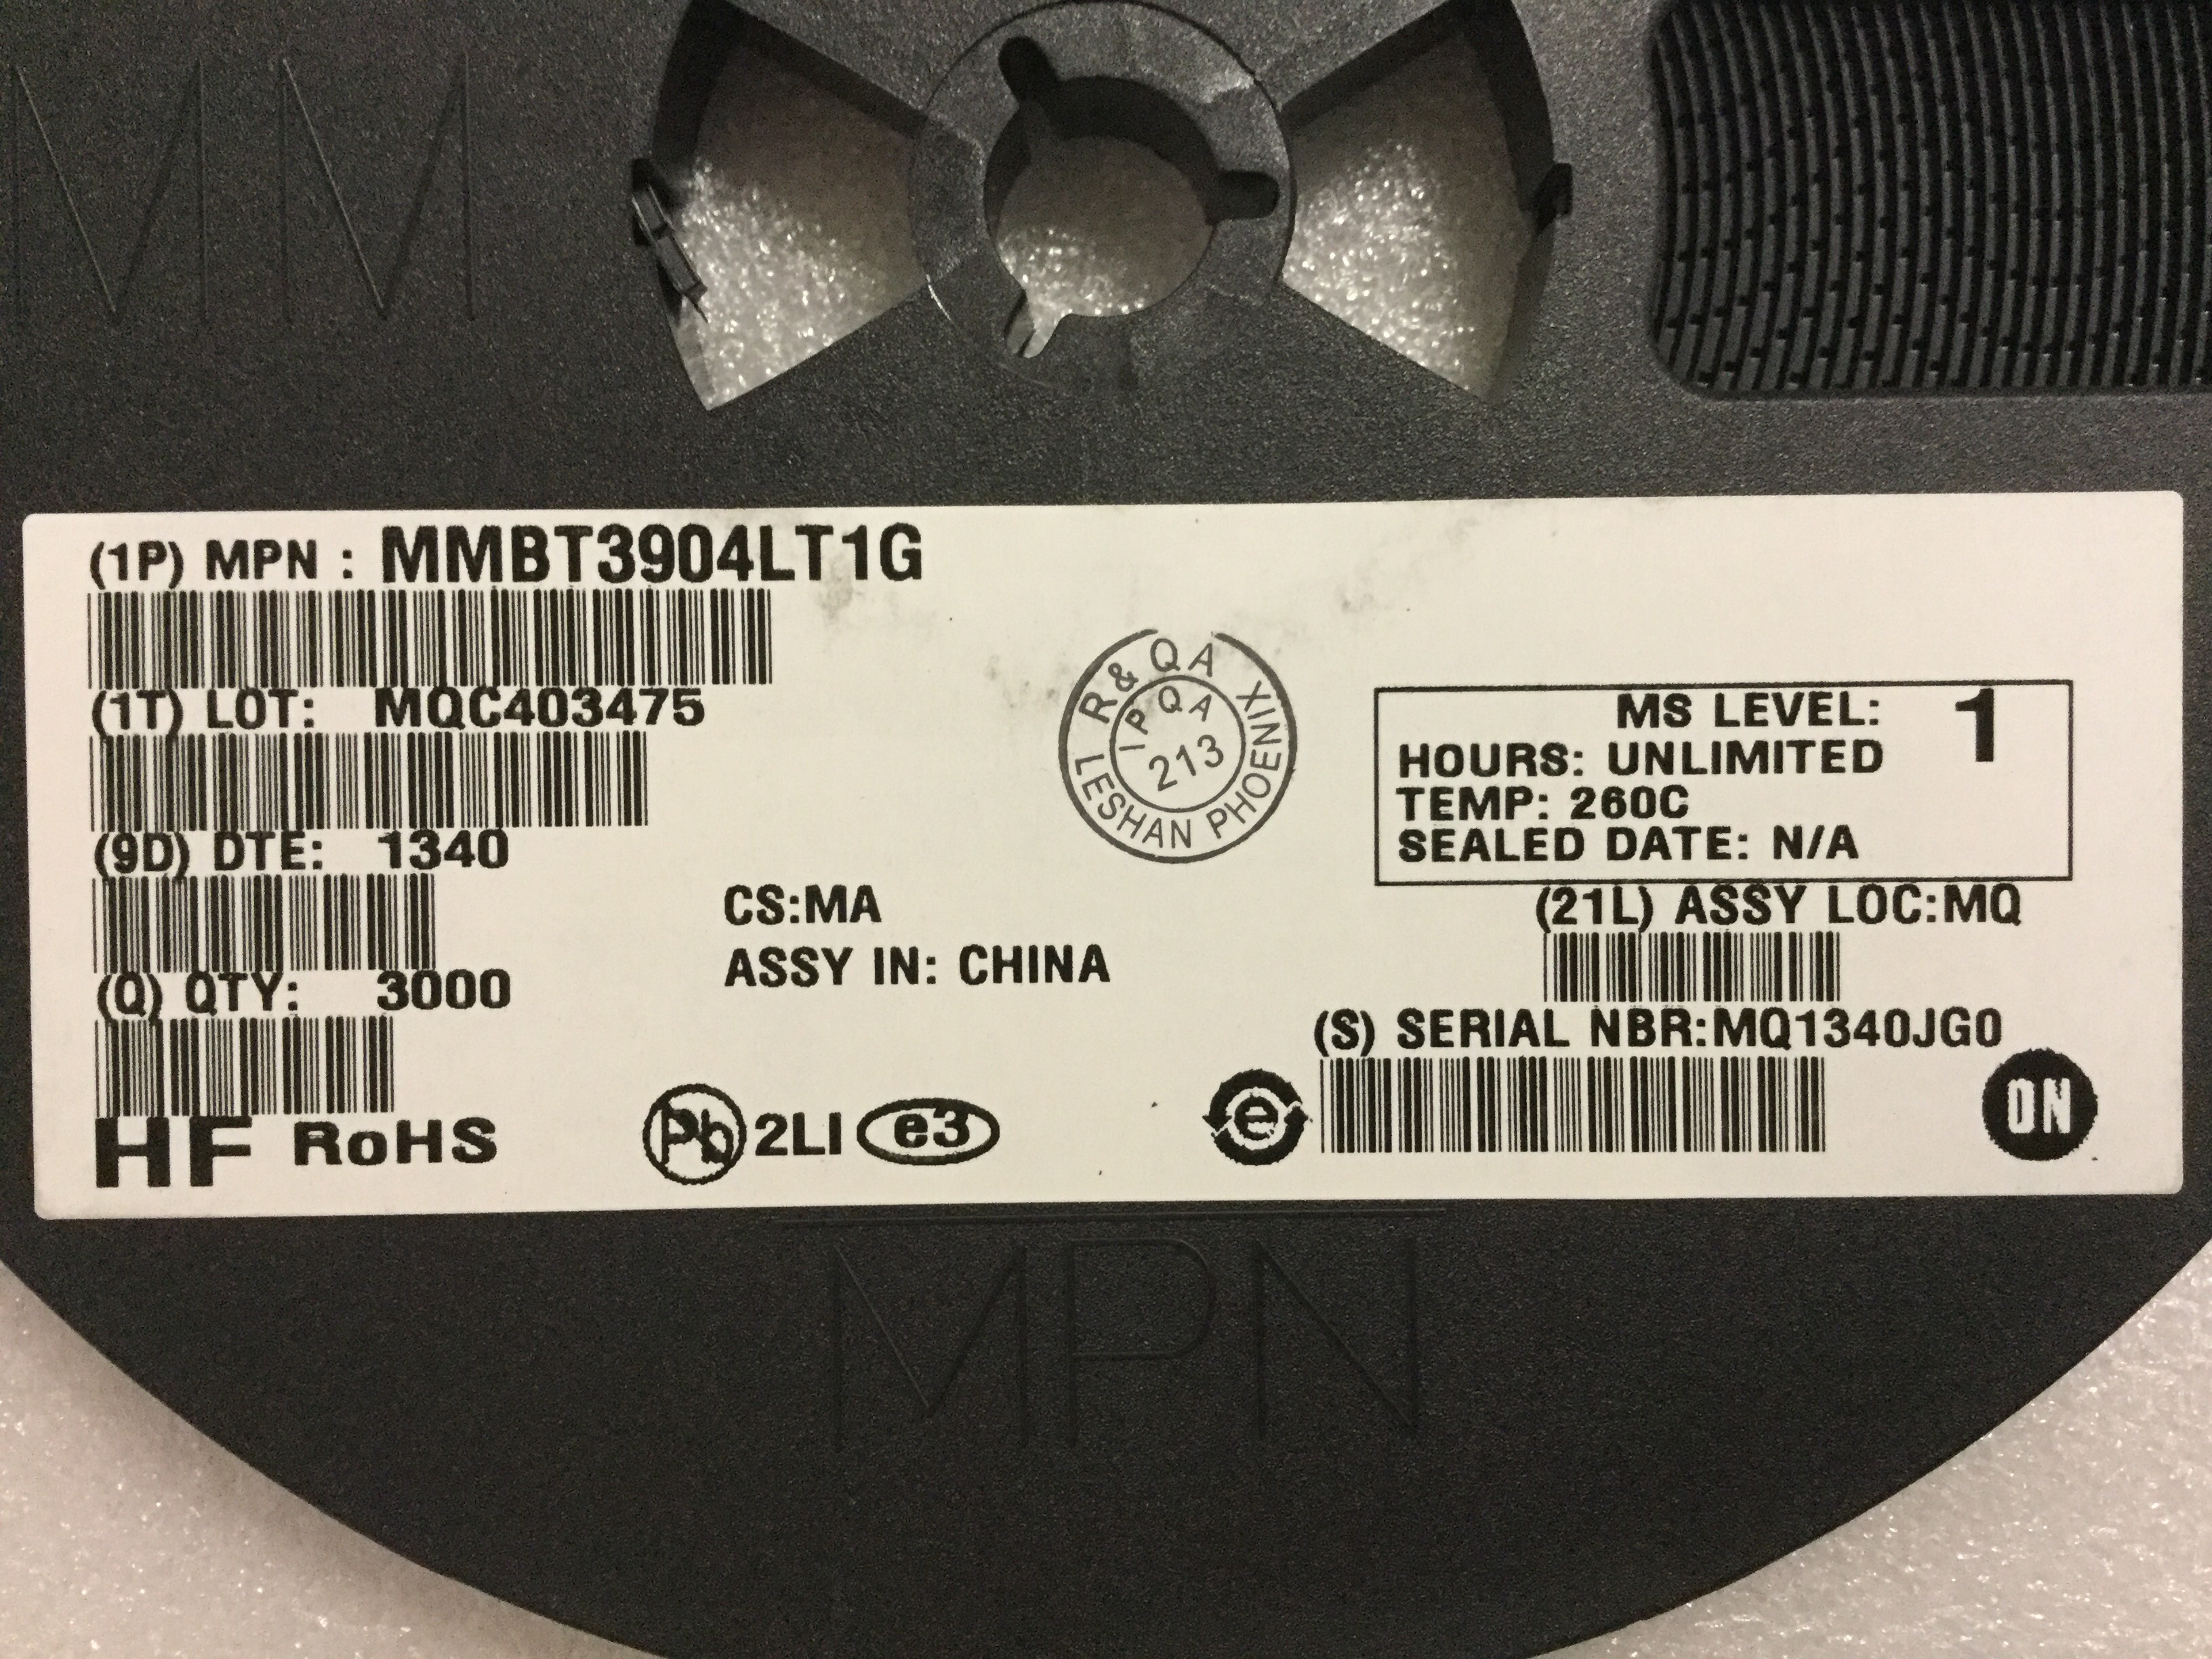 MM
(1P) MPN : MMBT3904LT1G
(1T) LOT: MQC403475
(9D) DTE: 1340
(Q) QTY: 3000
HF RoHS
Pb 2LI e3
CS:MA
ASSY IN: CHINA
R&QA
LESHAN PHOENIX
IPQA
213
MS LEVEL: 1
HOURS: UNLIMITED
TEMP: 260C
SEALED DATE: N/A
(21L) ASSY LOC:MQ
(S) SERIAL NBR:MQ1340JG0
e
ON
MPN